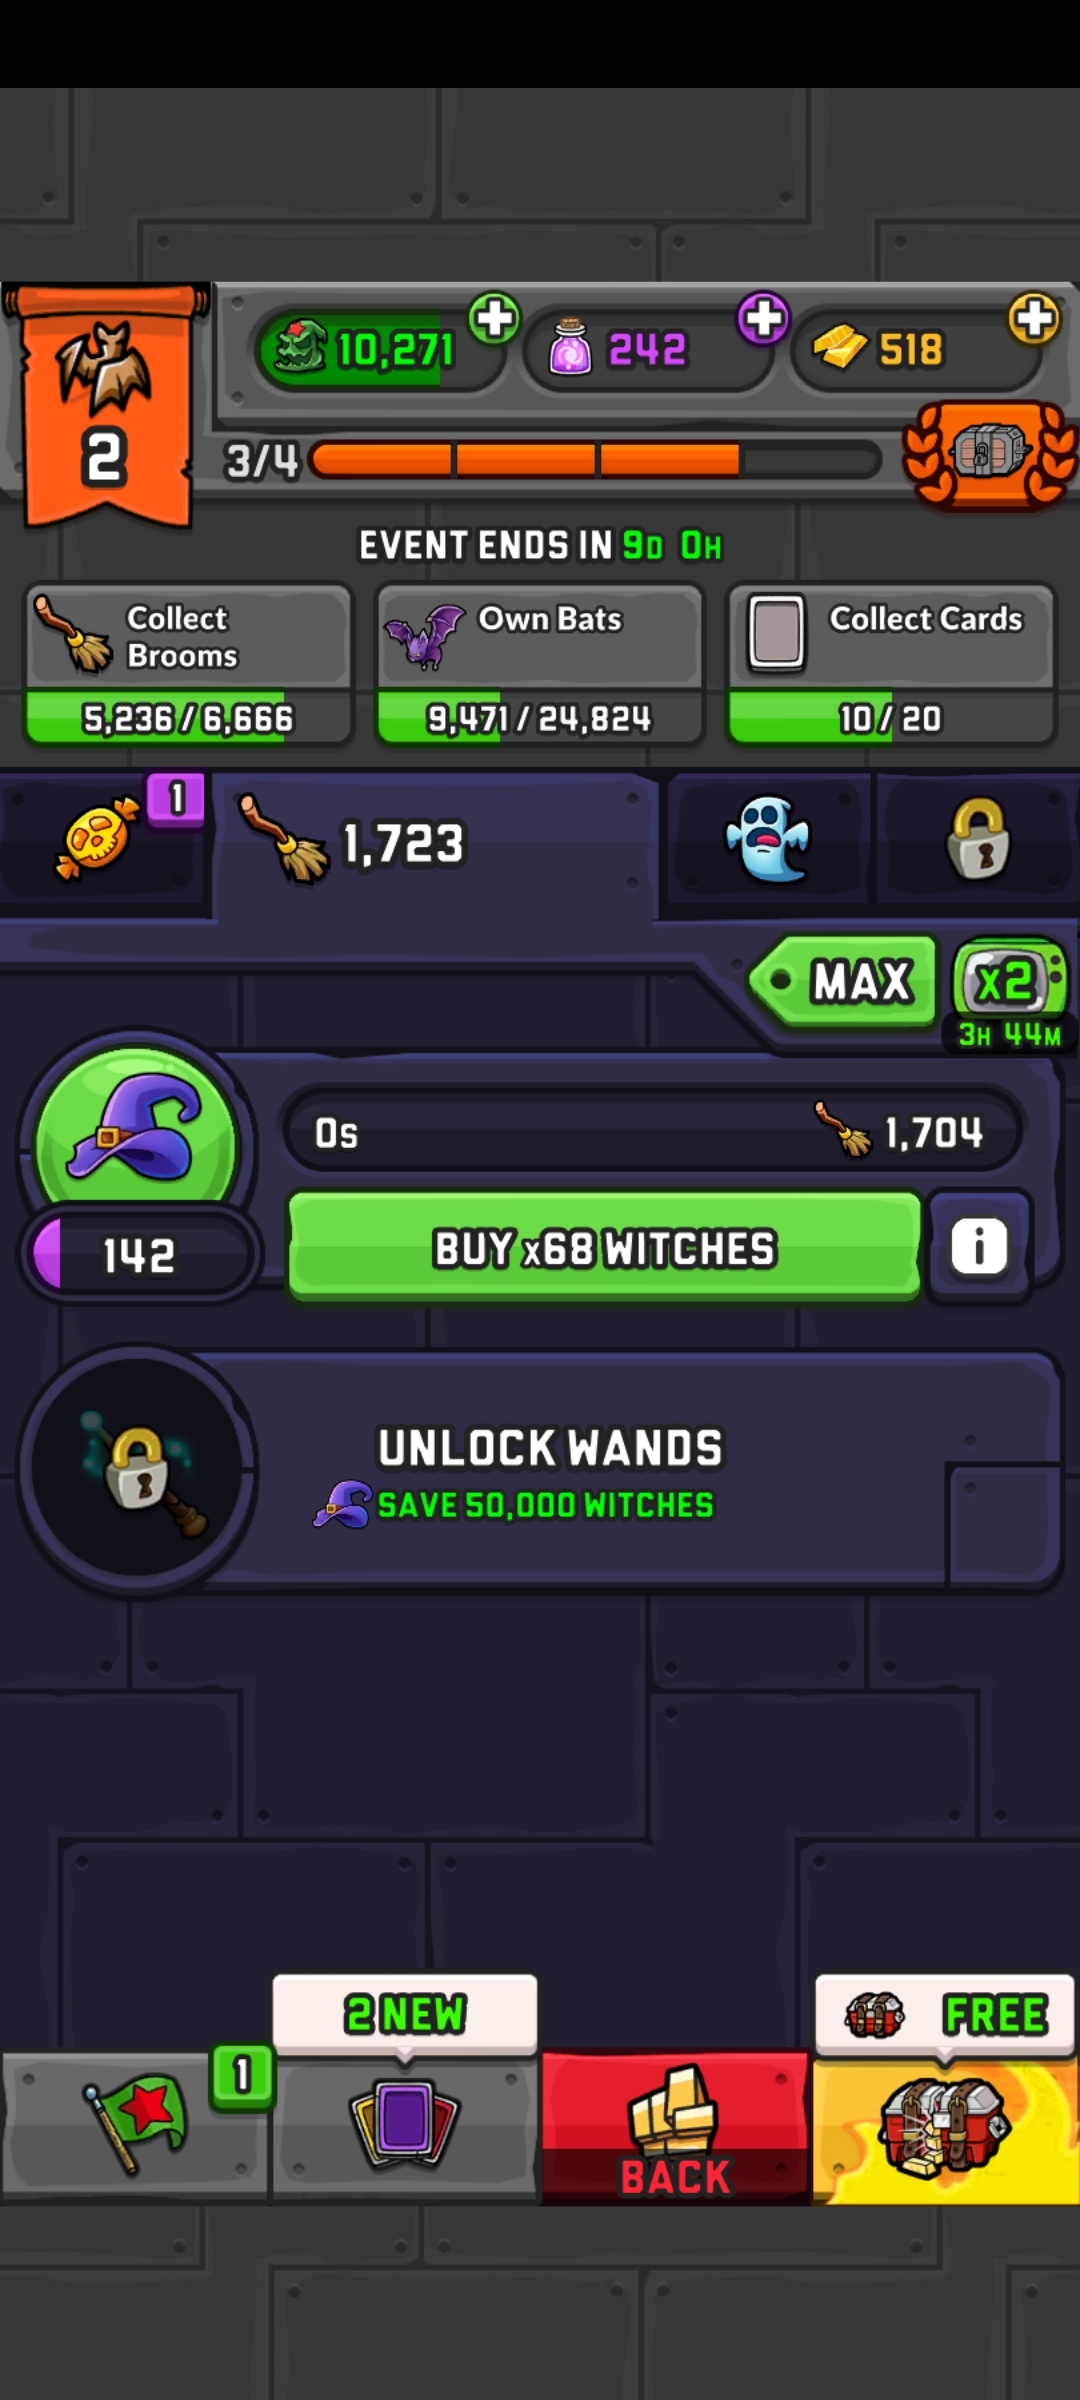 10,271
242
518
2
3/4
EVENT ENDS IN 9D 0H
Collect
Brooms
5,236 / 6,666
Own Bats
9,471 / 24,824
Collect Cards
10 / 20
1
1,723
MAX
x2
3H 44M
0s
1,704
142
BUY x68 WITCHES
i
UNLOCK WANDS
SAVE 50,000 WITCHES
2 NEW
FREE
1
BACK